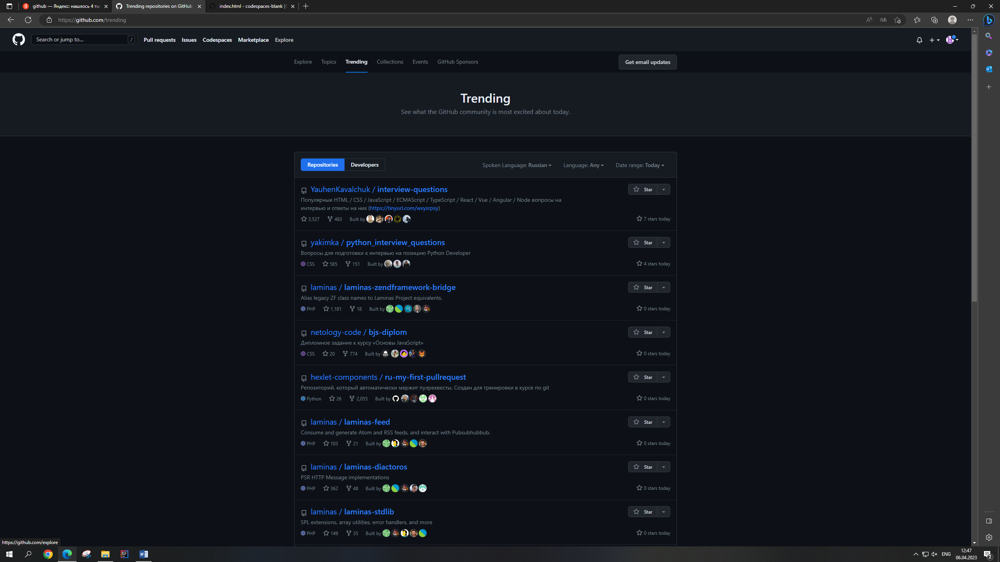 github — Яндекс: нашлось 4 ты
Trending repositories on GitHub
index.html - codespaces-blank [C
https://github.com/trending
Search or jump to... /
Pull requests Issues Codespaces Marketplace Explore
Explore Topics Trending Collections Events GitHub Sponsors Get email updates
Trending
See what the GitHub community is most excited about today.
Repositories Developers Spoken Language: Russian Language: Any Date range: Today
YauhenKavalchuk / interview-questions Star
Популярные HTML / CSS / JavaScript / ECMAScript / TypeScript / React / Vue / Angular / Node вопросы на
интервью и ответы на них (https://tinyurl.com/wxysrpsy)
3,527 483 Built by 7 stars today
yakimka / python_interview_questions Star
Вопросы для подготовки к интервью на позицию Python Developer
CSS 585 151 Built by 4 stars today
laminas / laminas-zendframework-bridge Star
Alias legacy ZF class names to Laminas Project equivalents.
PHP 1,181 18 Built by 0 stars today
netology-code / bjs-diplom Star
Дипломное задание к курсу «Основы JavaScript»
CSS 20 774 Built by 0 stars today
hexlet-components / ru-my-first-pullrequest Star
Репозиторий, который автоматически мержит пулреквесты. Создан для тренировки в курсе по git
Python 26 2,055 Built by 0 stars today
laminas / laminas-feed Star
Consume and generate Atom and RSS feeds, and interact with Pubsubhubbub.
PHP 103 21 Built by 0 stars today
laminas / laminas-diactoros Star
PSR HTTP Message implementations
PHP 362 48 Built by 0 stars today
laminas / laminas-stdlib Star
SPL extensions, array utilities, error handlers, and more
PHP 149 35 Built by 0 stars today
https://github.com/explore
ENG
12:47
06.04.2023
2